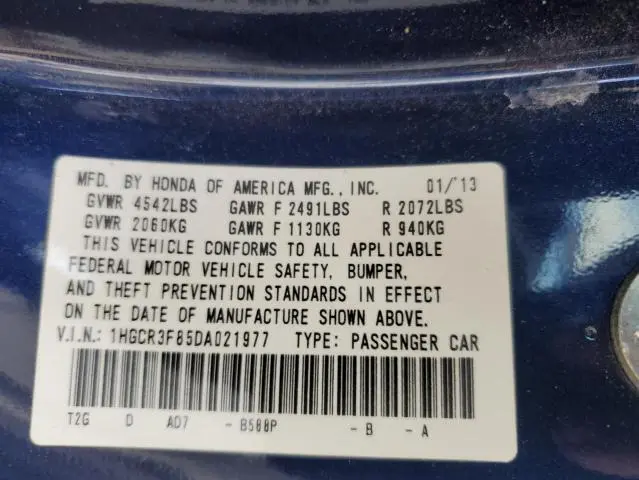 MFD. BY HONDA OF AMERICA MFG., INC. 01/'13
GVWR 4542LBS GAWR F 2491LBS R 2072LBS
GVWR 2060KG GAWR F 1130KG R 940KG
THIS VEHICLE CONFORMS TO ALL APPLICABLE
FEDERAL MOTOR VEHICLE SAFETY, BUMPER,
AND THEFT PREVENTION STANDARDS IN EFFECT
ON THE DATE OF MANUFACTURE SHOWN ABOVE.
V.I.N.: 1HGCR3F85DA021977 TYPE: PASSENGER CAR
T2G D AD7 - B588P - B - A